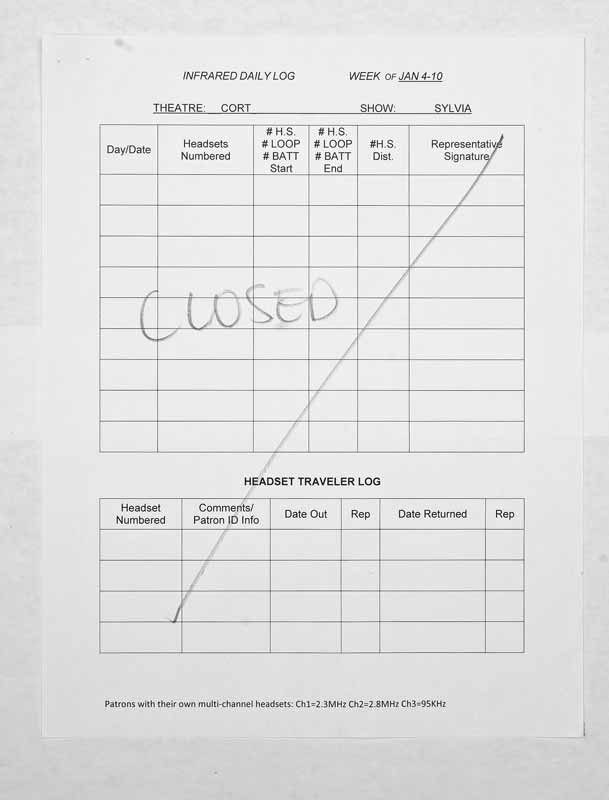 INFRARED DAILY LOG WEEK OF JAN 4-10
THEATRE: CORT SHOW: SYLVIA
Day/Date Headsets Numbered # H.S. # LOOP # BATT Start # H.S. # LOOP # BATT End #H.S. Dist. Representative Signature
CLOSED
HEADSET TRAVELER LOG
Headset Numbered Comments/ Patron ID Info Date Out Rep Date Returned Rep
Patrons with their own multi-channel headsets: Ch1=2.3MHz Ch2=2.8MHz Ch3=95KHz